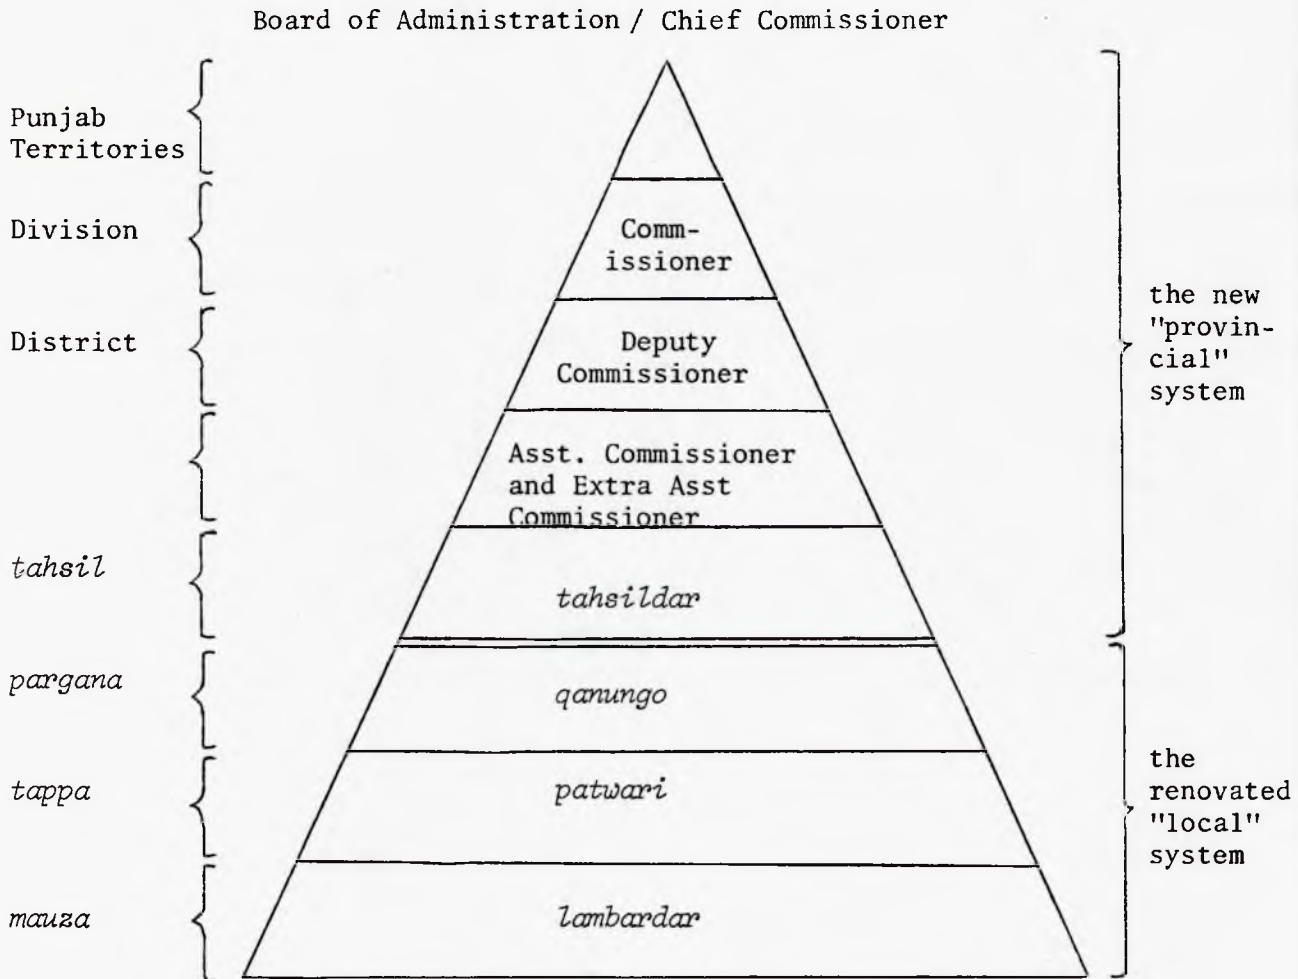 Board of Administration / Chief Commissioner
Punjab
Territories
Division
Comm-
issioner
District
Deputy
Commissioner
Asst. Commissioner
and Extra Asst
Commissioner
tahsil
tahsildar
the new
"provin-
cial"
system
pargana
qanungo
tappa
patwari
mauza
lambardar
the
renovated
"local"
system